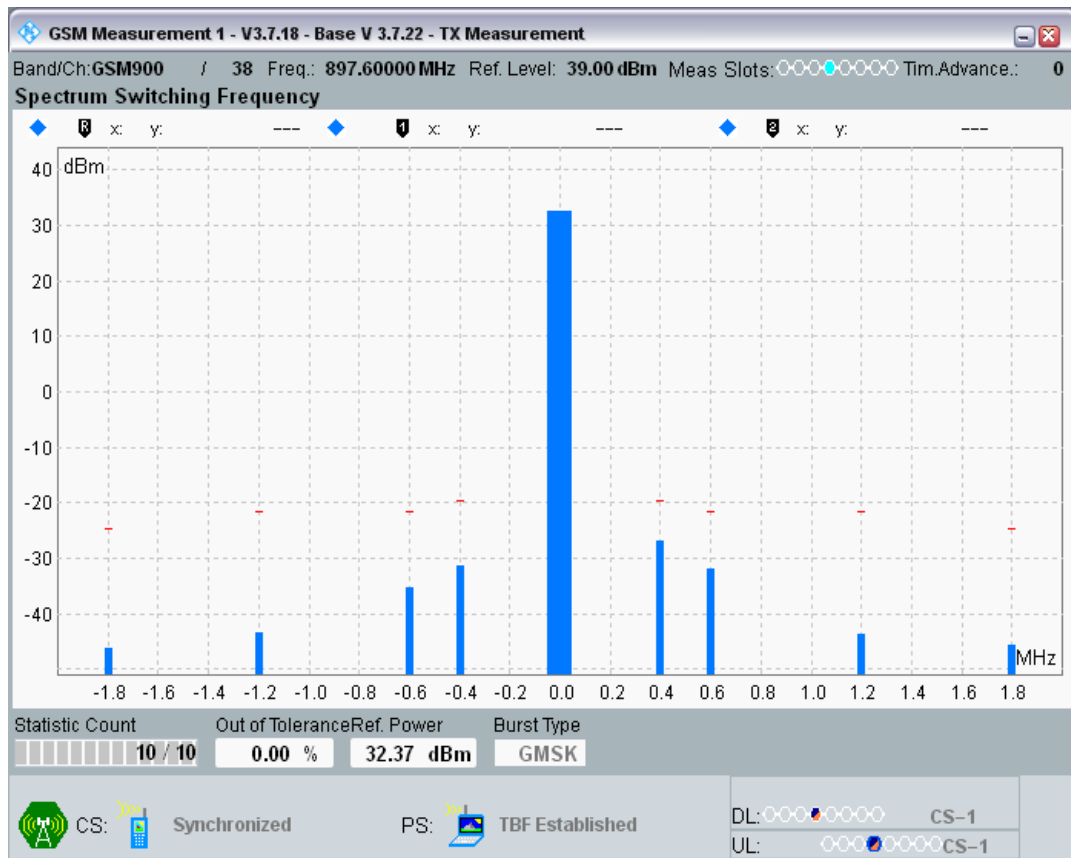 GSM Measurement 1 - V3.7.18 - Base V 3.7.22 - TX Measurement
Band/Ch:GSM900 / 38 Freq.: 897.60000 MHz Ref. Level: 39.00 dBm Meas Slots: Tim.Advance.: 0
Spectrum Switching Frequency
R x: y: --- 1 x: y: --- 2 x: y: ---
dBm
40
30
20
10
0
-10
-20
-30
-40
MHz
-1.8 -1.6 -1.4 -1.2 -1.0 -0.8 -0.6 -0.4 -0.2 0.0 0.2 0.4 0.6 0.8 1.0 1.2 1.4 1.6 1.8
Statistic Count Out of Tolerance Ref. Power Burst Type
10 / 10 0.00 % 32.37 dBm GMSK
CS: Synchronized PS: TBF Established
DL: CS-1
UL: CS-1